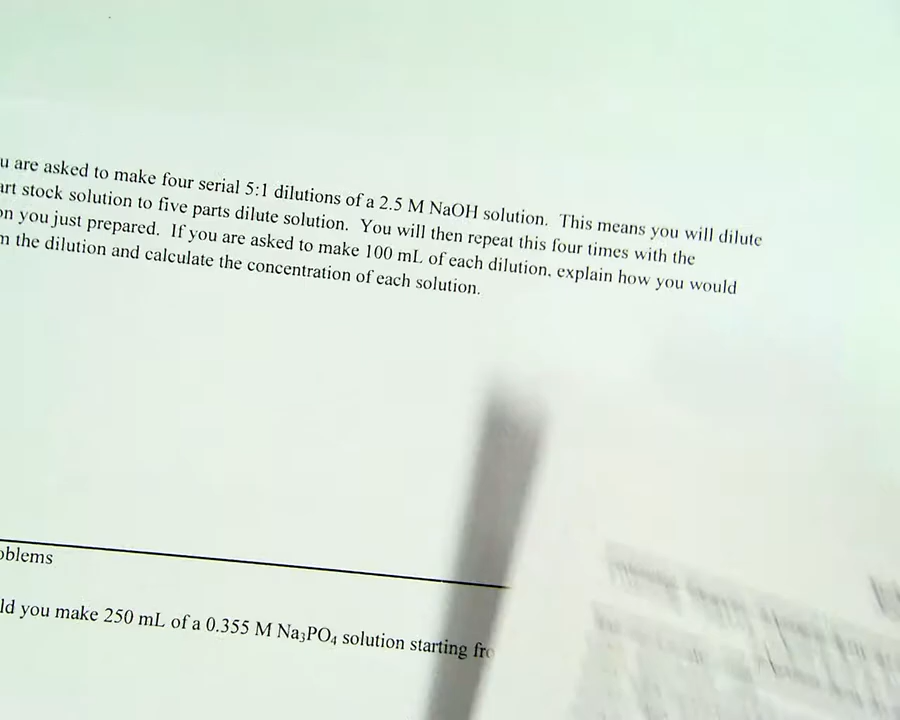 u are asked to make four serial 5:1 dilutions of a 2.5 M NaOH solution. This means you will dilute
art stock solution to five parts dilute solution. You will then repeat this four times with the
on you just prepared. If you are asked to make 100 mL of each dilution, explain how you would
m the dilution and calculate the concentration of each solution.
oblems
ld you make 250 mL of a 0.355 M Na₃PO₄ solution starting fro